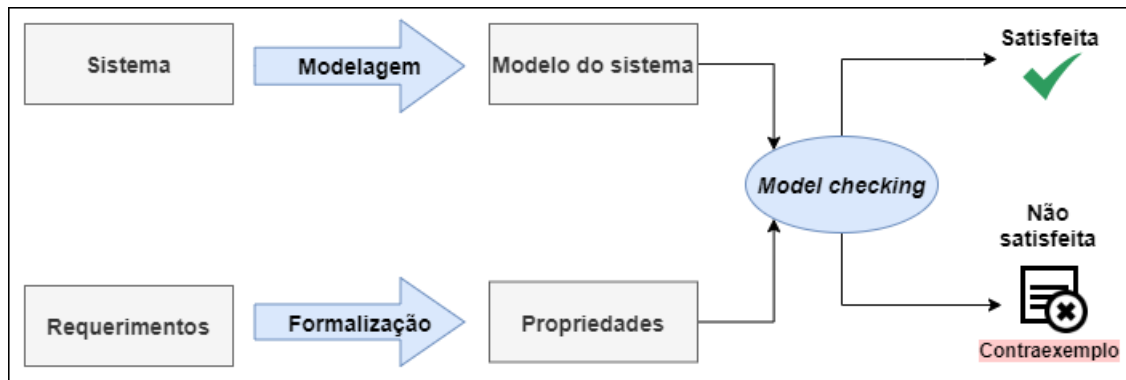 Sistema
Modelagem
Modelo do sistema
Satisfeita
Model checking
Não
satisfeita
Requerimentos
Formalização
Propriedades
Contraexemplo